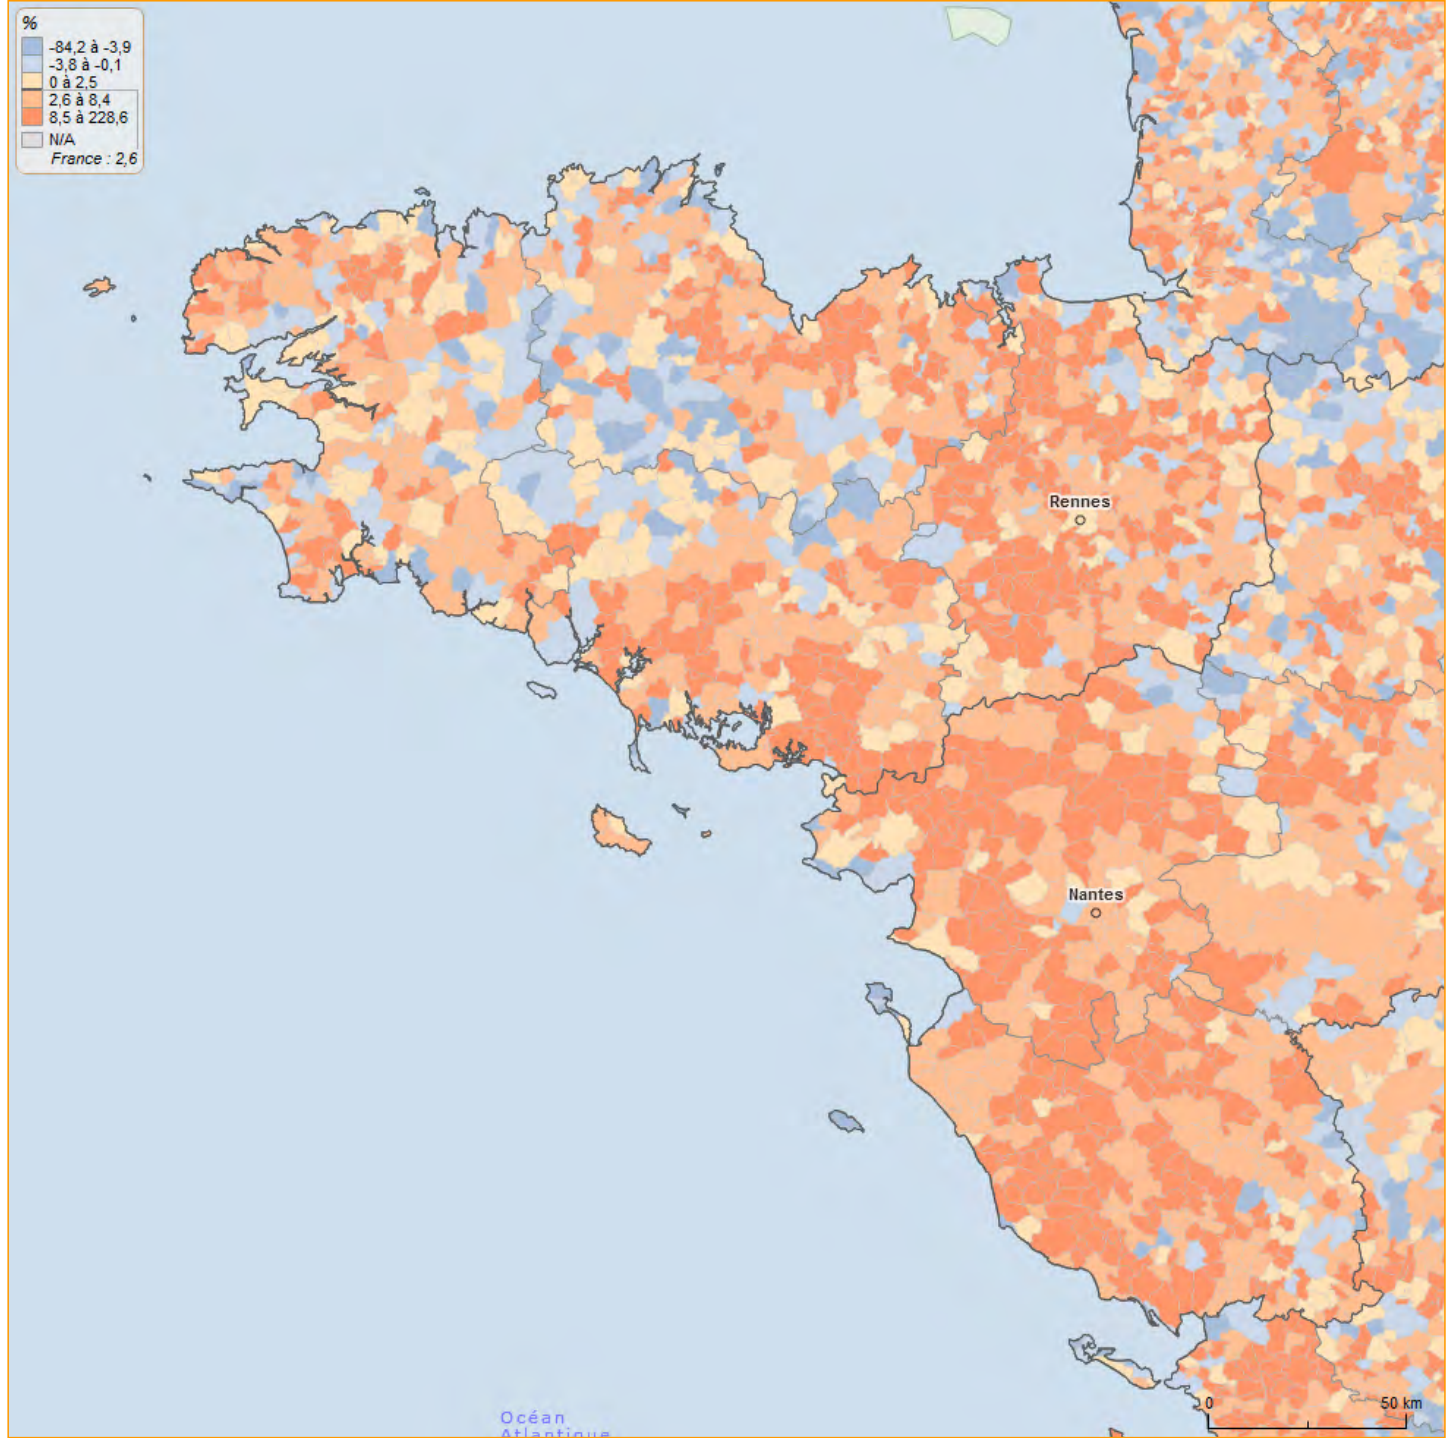 %
-84,2 à -3,9
-3,8 à -0,1
0 à 2,5
2,6 à 8,4
8,5 à 228,6
N/A
France : 2,6
Rennes
Nantes
0 50 km
Océan
Atlantique